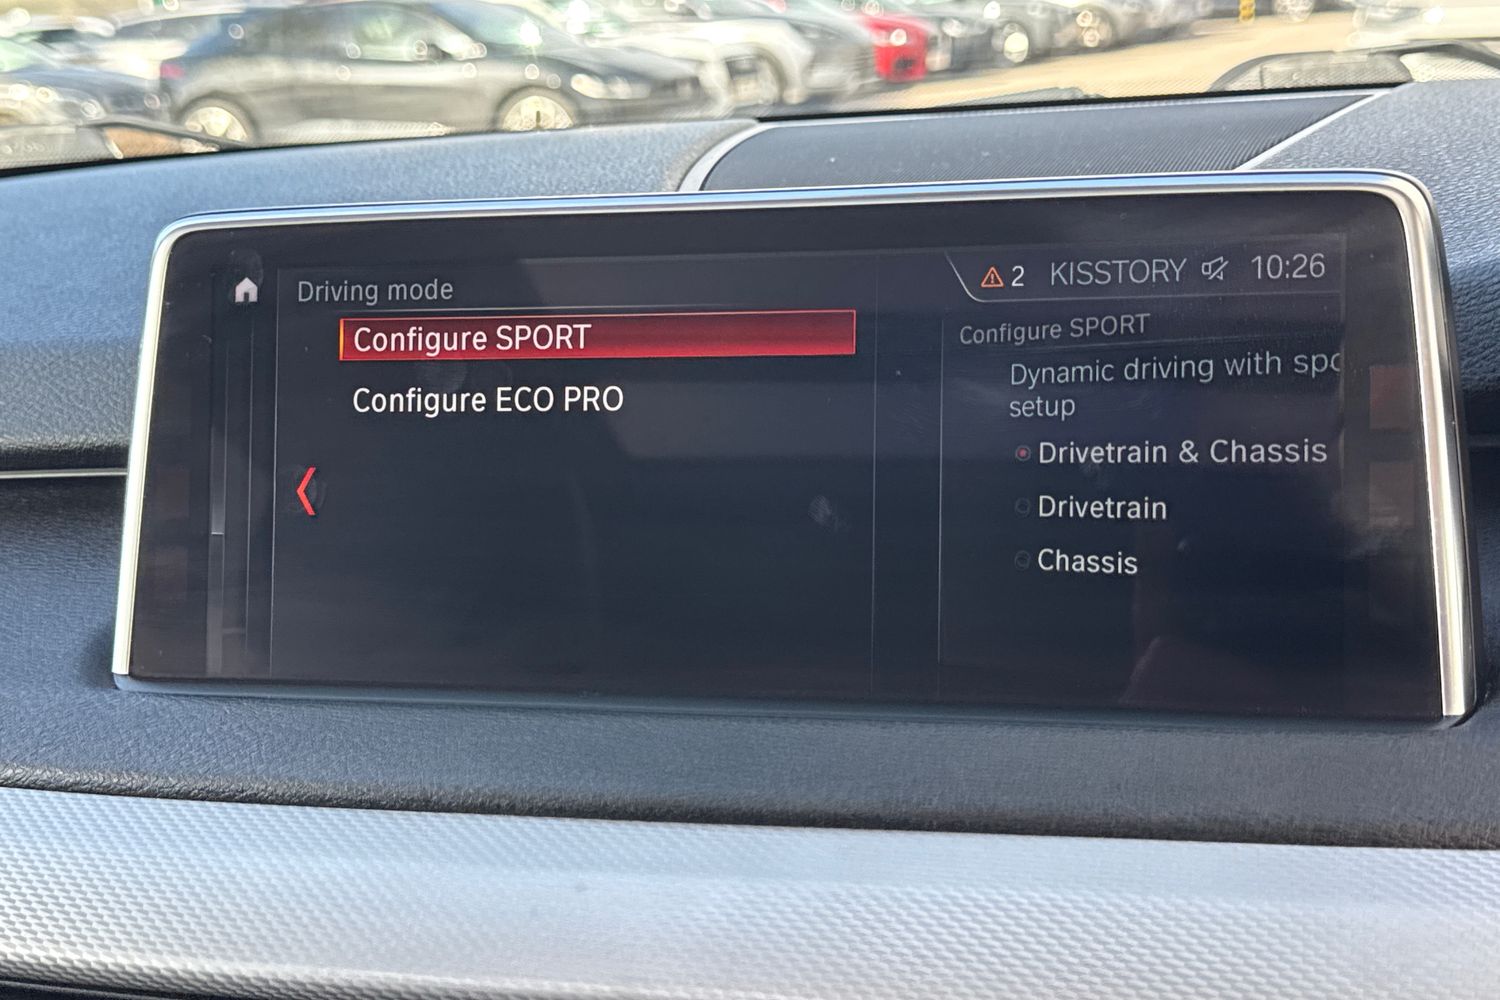 Driving mode
2 KISSTORY 10:26
Configure SPORT
Configure ECO PRO
Configure SPORT
Dynamic driving with
setup
Drivetrain & Chassis
Drivetrain
Chassis